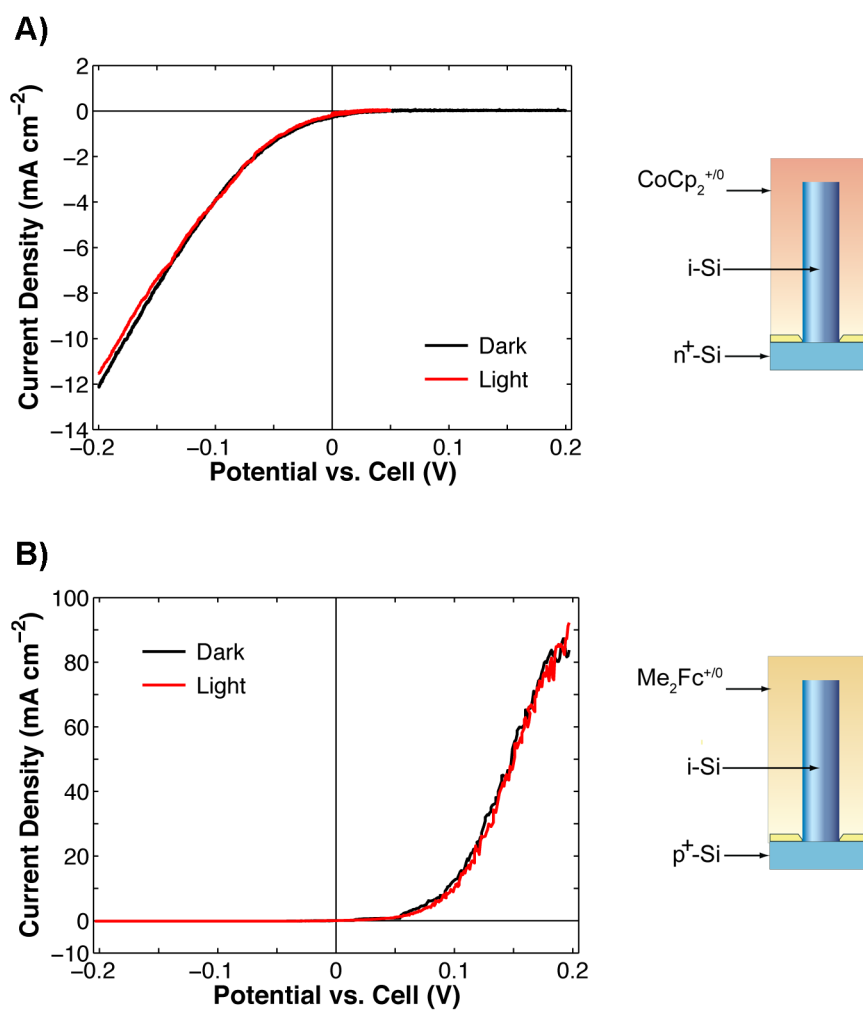 A)
2
0
−2
−4
−6
−8
−10
−12
−14
Current Density (mA cm⁻²)
Dark
Light
−0.2
−0.1
0
0.1
0.2
Potential vs. Cell (V)
CoCp₂⁺/⁰
i-Si
n⁺-Si
B)
100
80
60
40
20
0
−10
Current Density (mA cm⁻²)
Dark
Light
−0.2
−0.1
0
0.1
0.2
Potential vs. Cell (V)
Me₂Fc⁺/⁰
i-Si
p⁺-Si